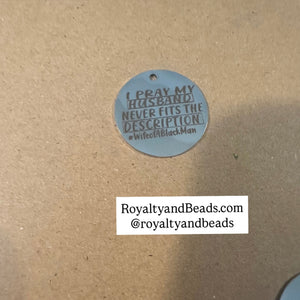 I PRAY MY
HUSBAND
NEVER FITS THE
DESCRIPTION
#WifeofABlackMan
RoyaltyandBeads.com
@royaltyandbeads